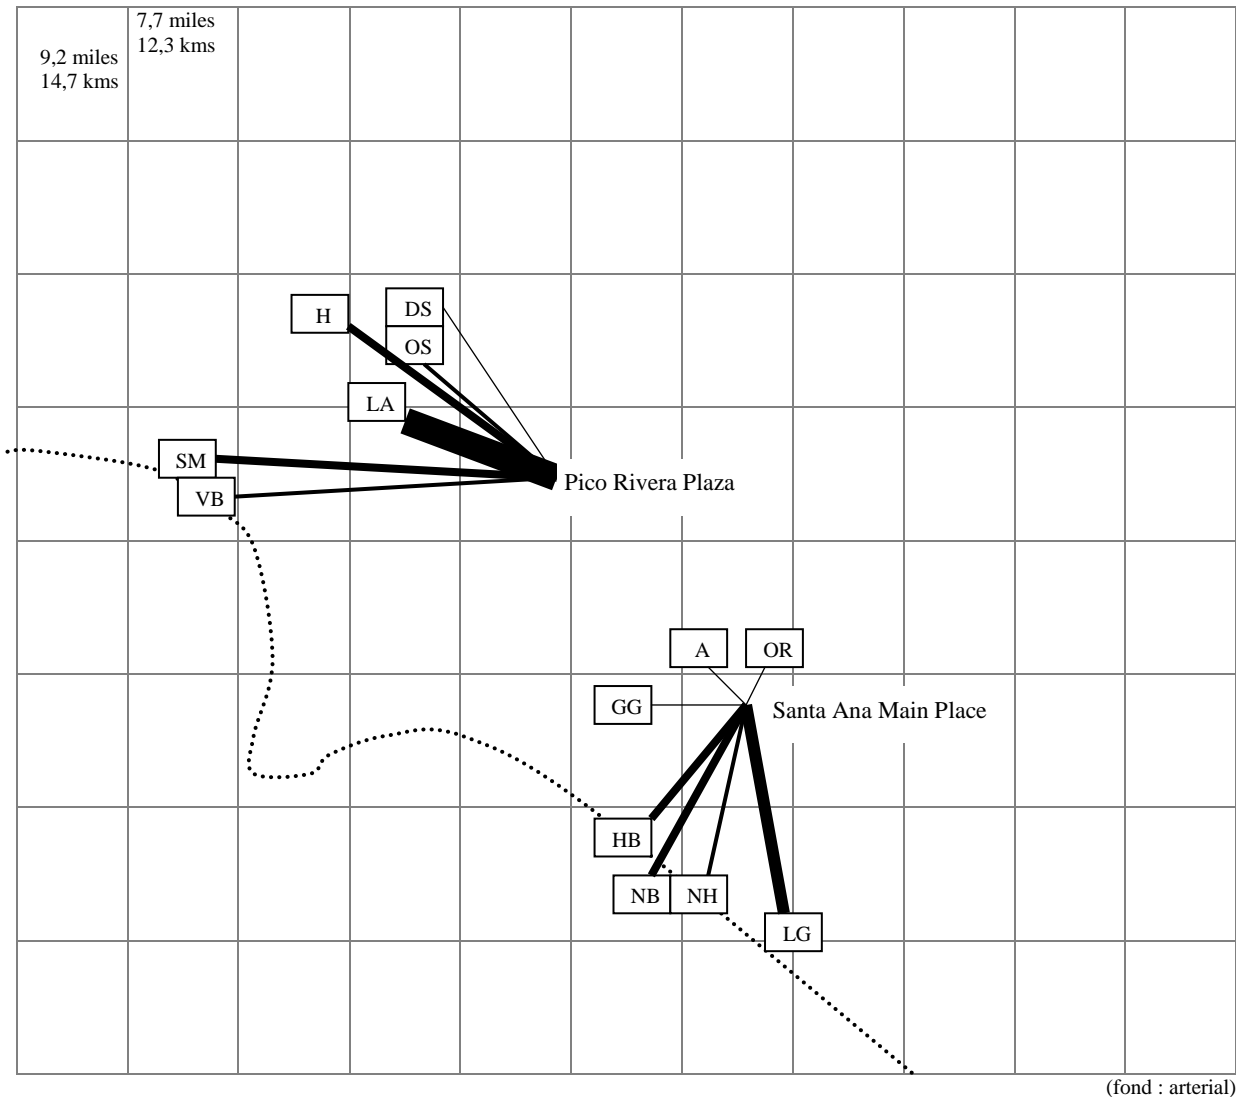 7,7 miles
12,3 kms
9,2 miles
14,7 kms
H
DS
OS
LA
SM
VB
Pico Rivera Plaza
A
OR
GG
Santa Ana Main Place
HB
NB
NH
LG
(fond : arterial)